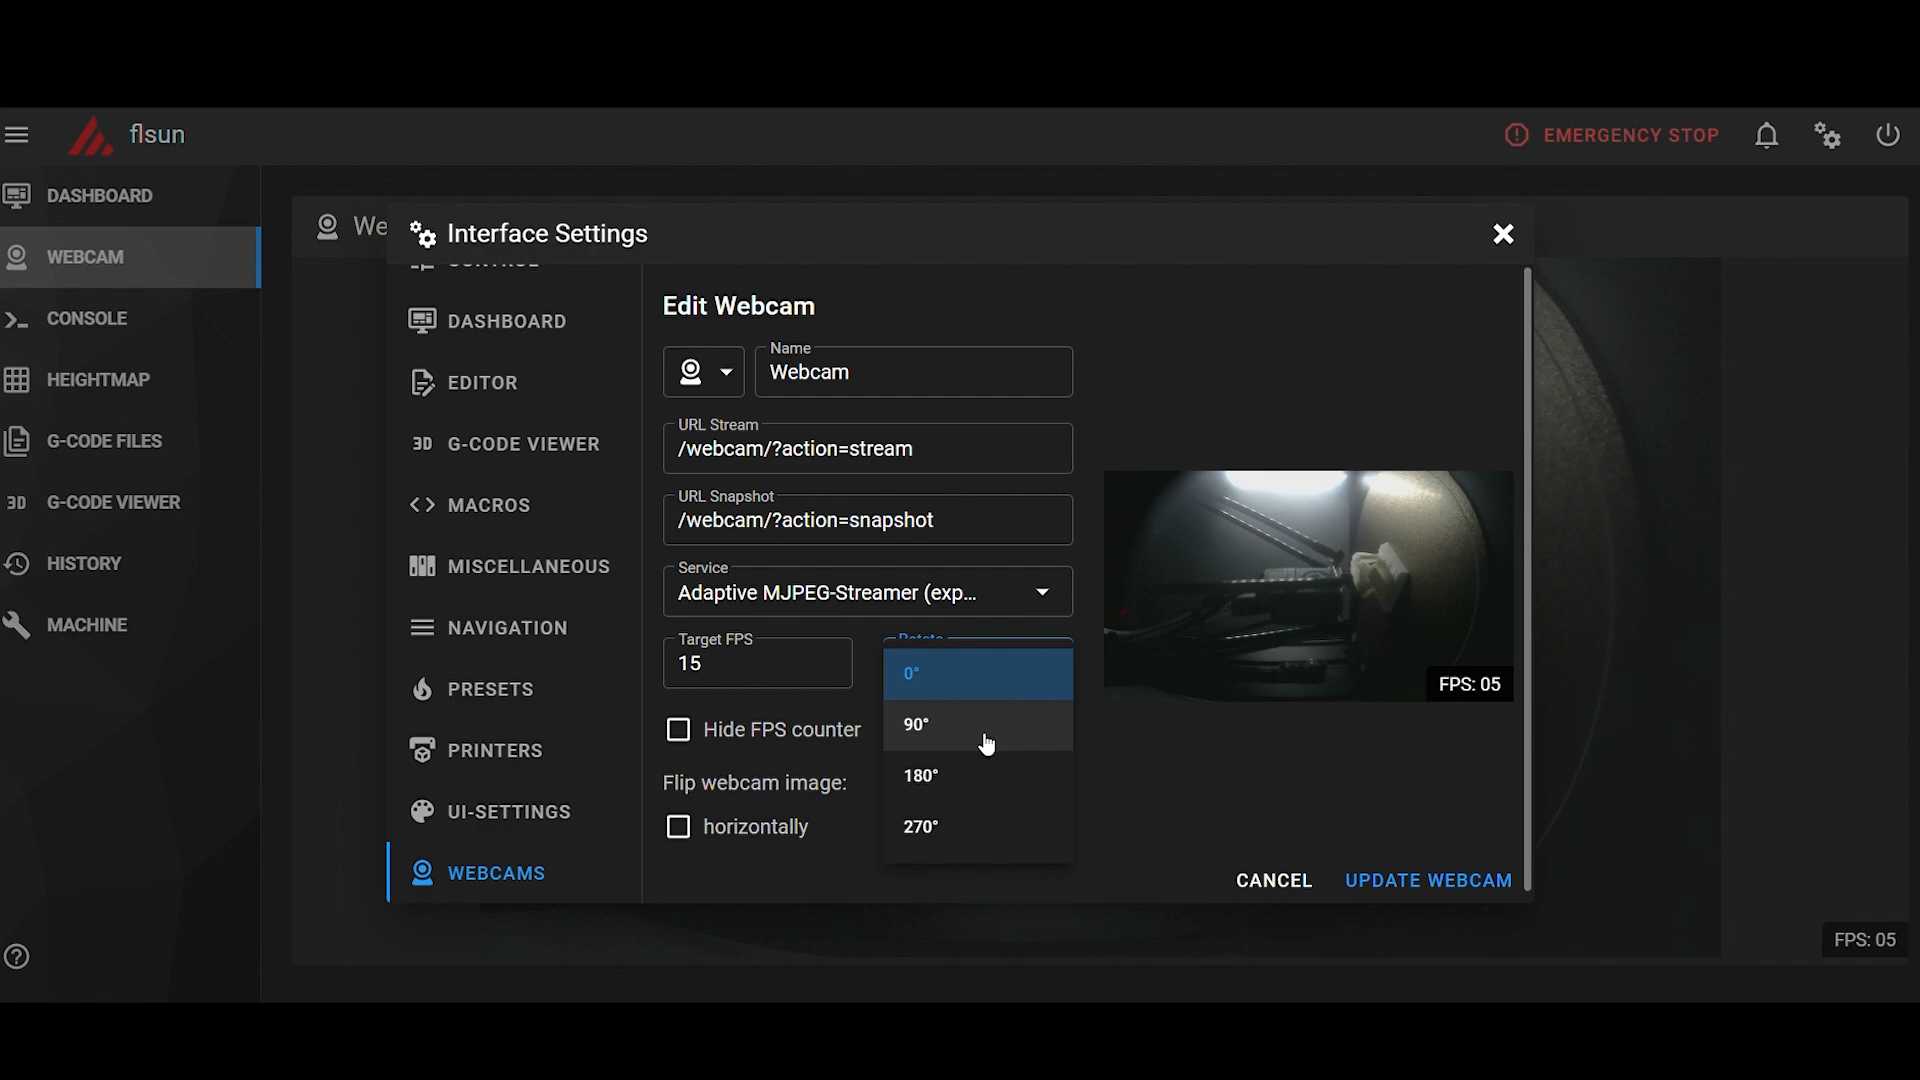 flsun
EMERGENCY STOP
DASHBOARD
WEBCAM
CONSOLE
HEIGHTMAP
G-CODE FILES
3D G-CODE VIEWER
HISTORY
MACHINE
We
Interface Settings
DASHBOARD
EDITOR
3D G-CODE VIEWER
MACROS
MISCELLANEOUS
NAVIGATION
PRESETS
PRINTERS
UI-SETTINGS
WEBCAMS
Edit Webcam
Name
Webcam
URL Stream
/webcam/?action=stream
URL Snapshot
/webcam/?action=snapshot
Service
Adaptive MJPEG-Streamer (exp...
Target FPS
15
Rotate
0°
90°
180°
270°
Hide FPS counter
Flip webcam image:
horizontally
FPS: 05
CANCEL UPDATE WEBCAM
FPS: 05